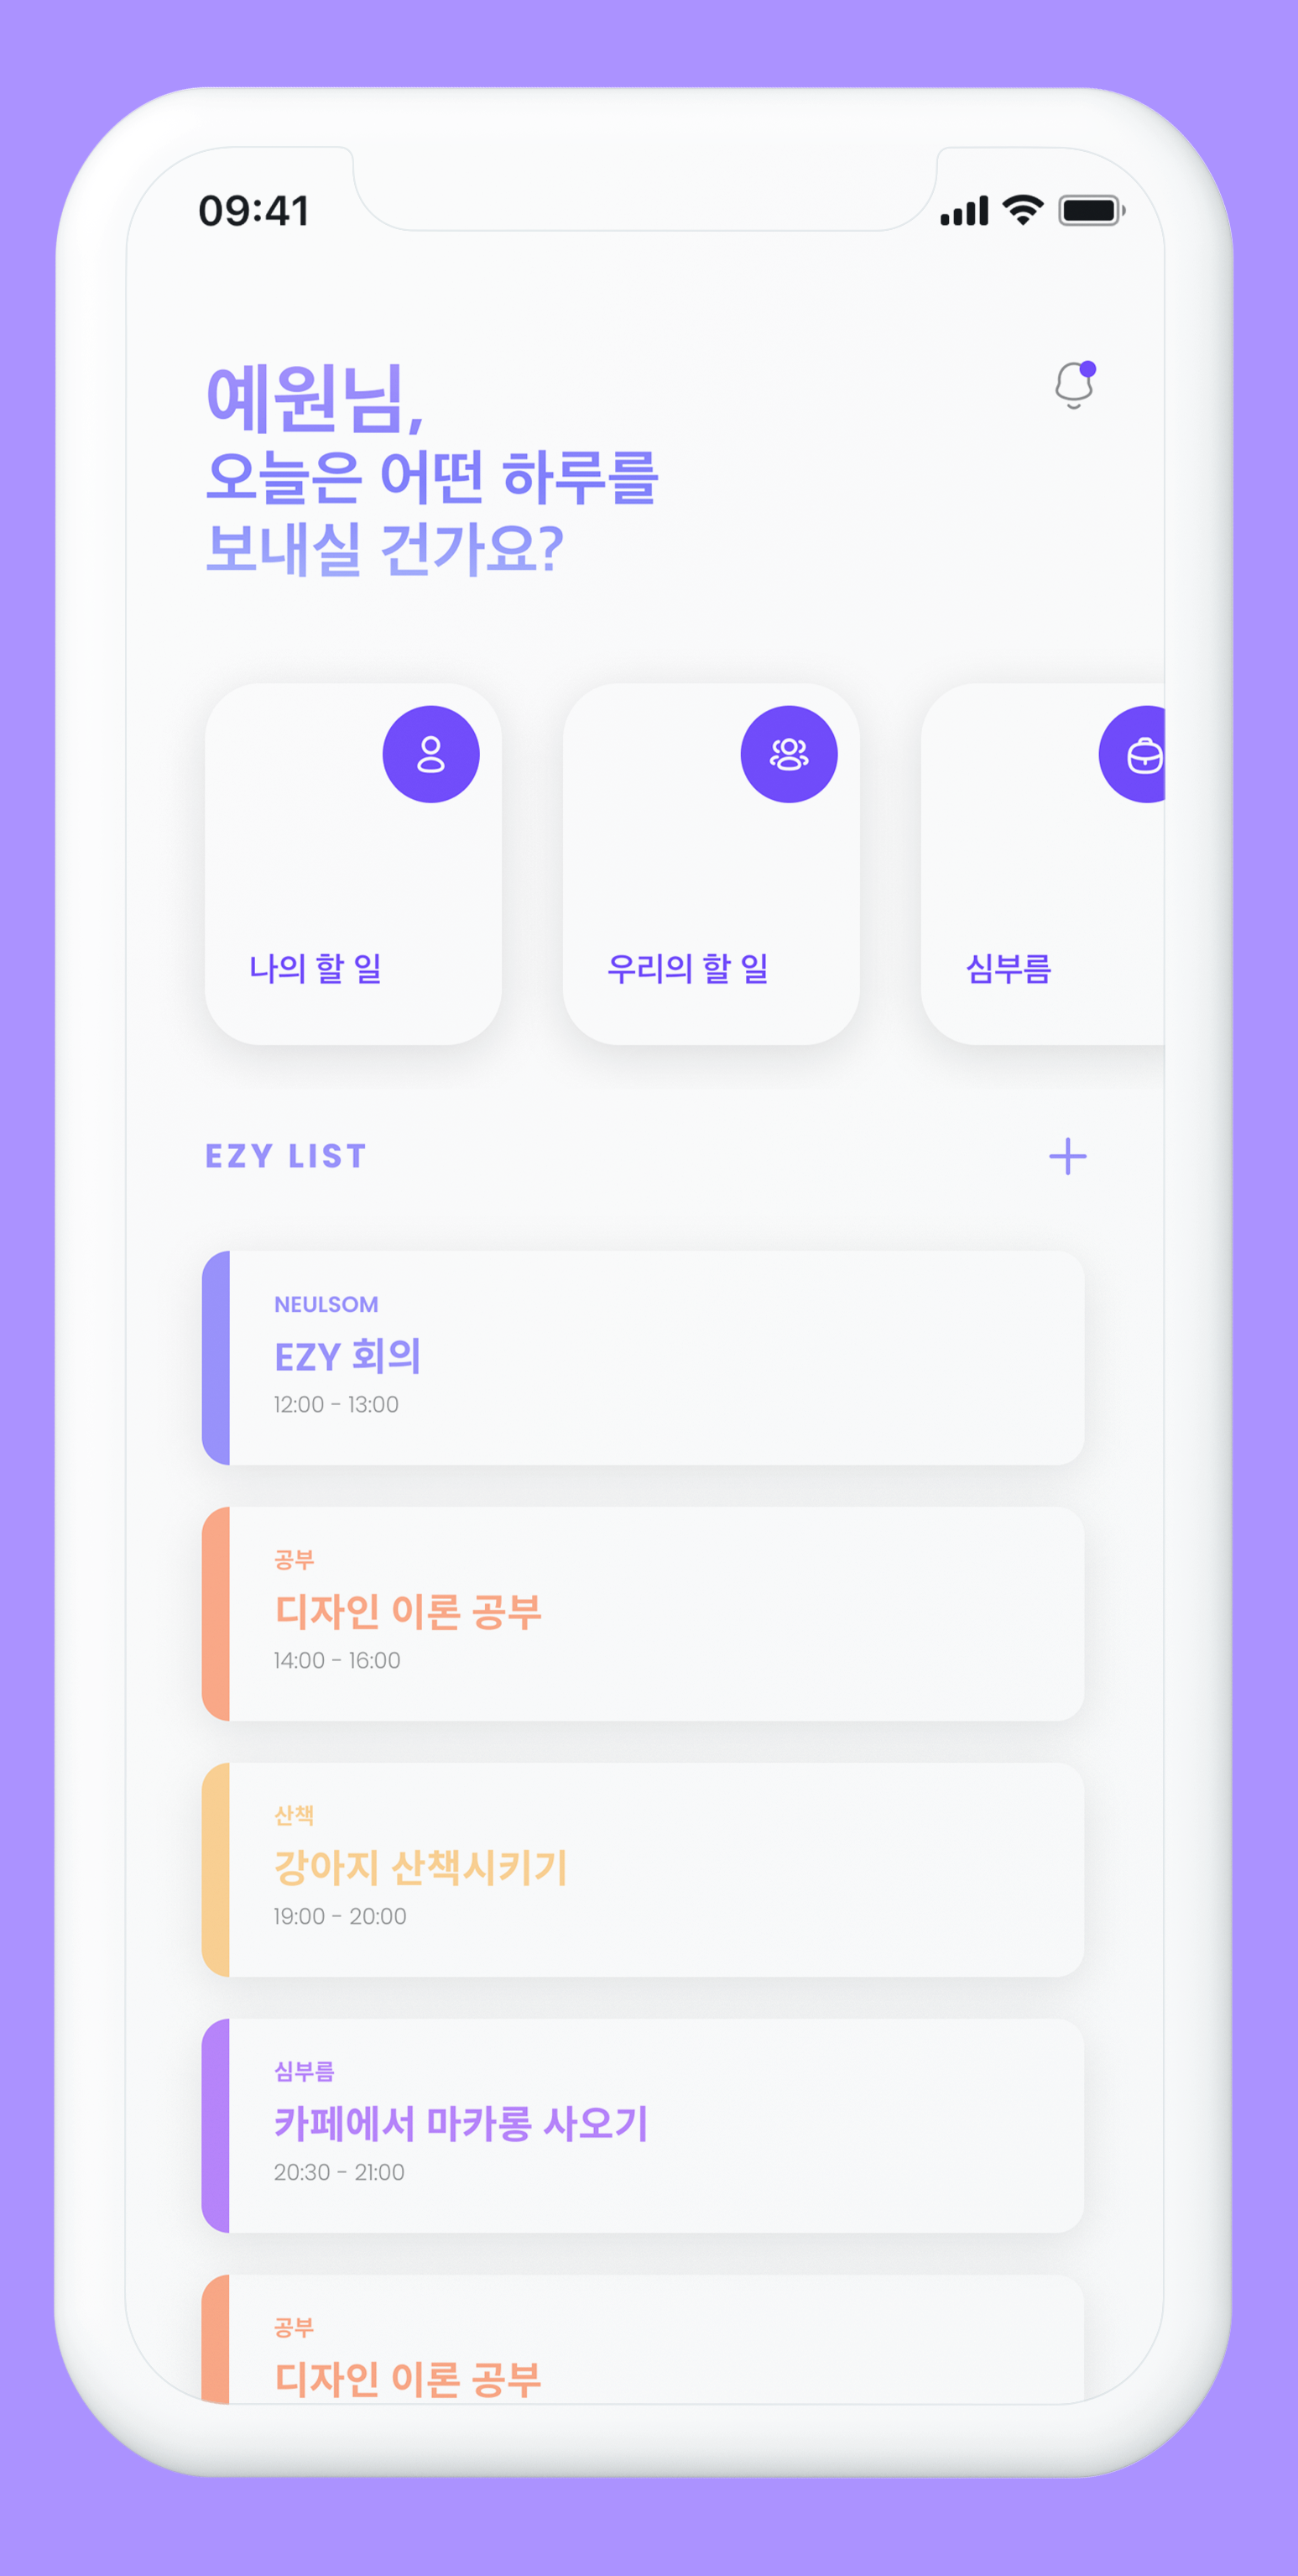 09:41
예원님,
오늘은 어떤 하루를
보내실 건가요?
나의 할 일
우리의 할 일
심부름
EZY LIST
NEULSOM
EZY 회의
12:00 - 13:00
공부
디자인 이론 공부
14:00 - 16:00
산책
강아지 산책시키기
19:00 - 20:00
심부름
카페에서 마카롱 사오기
20:30 - 21:00
공부
디자인 이론 공부